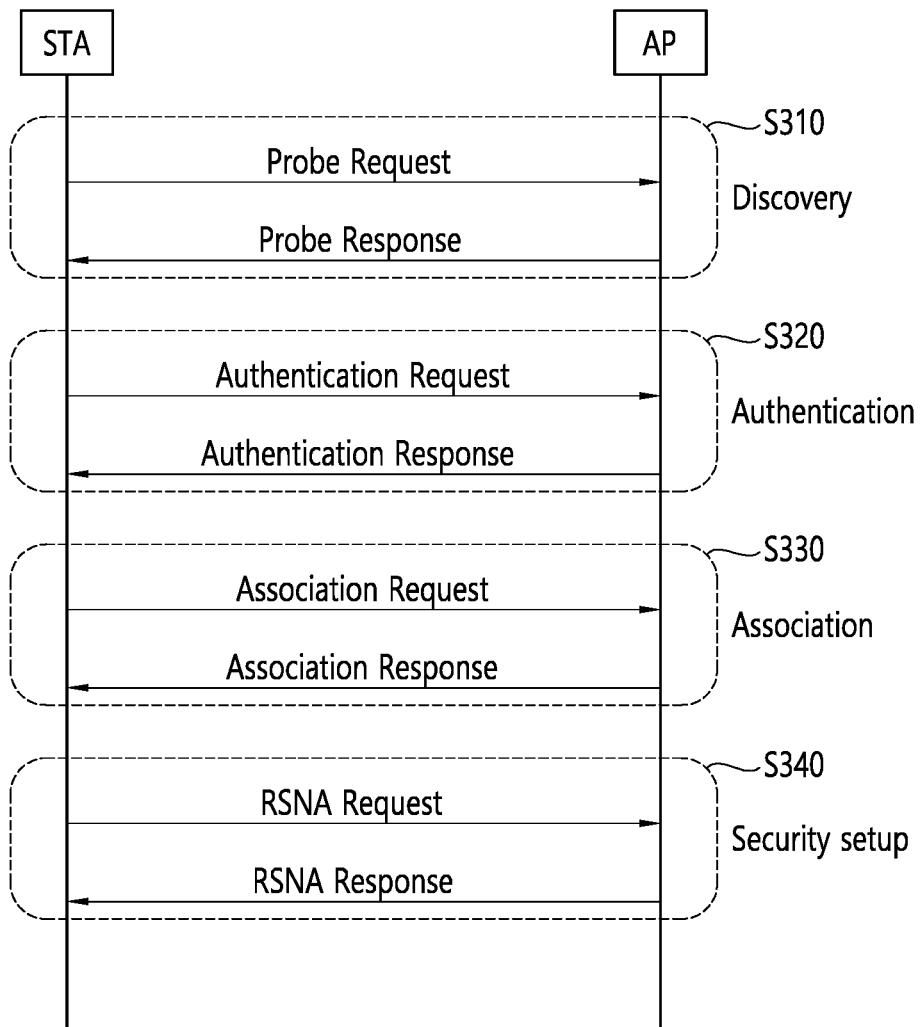 STA
AP
S310
Probe Request
Discovery
Probe Response
S320
Authentication Request
Authentication
Authentication Response
S330
Association Request
Association
Association Response
S340
RSNA Request
Security setup
RSNA Response